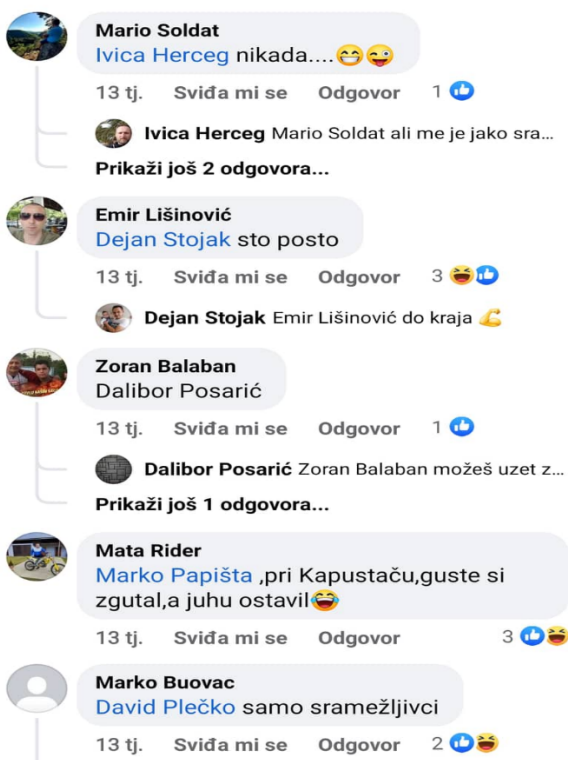 Mario Soldat
Ivica Herceg nikada....😁😜
13 tj. Sviđa mi se Odgovor 1
Ivica Herceg Mario Soldat ali me je jako sra...
Prikaži još 2 odgovora...
Emir Lišinović
Dejan Stojak sto posto
13 tj. Sviđa mi se Odgovor 3
Dejan Stojak Emir Lišinović do kraja 💪
Zoran Balaban
Dalibor Posarić
13 tj. Sviđa mi se Odgovor 1
Dalibor Posarić Zoran Balaban možeš uzet z...
Prikaži još 1 odgovora...
Mata Rider
Marko Papišta ,pri Kapustaču,guste si
zgutal,a juhu ostavil😂
13 tj. Sviđa mi se Odgovor 3
Marko Buovac
David Plečko samo sramežljivci
13 tj. Sviđa mi se Odgovor 2